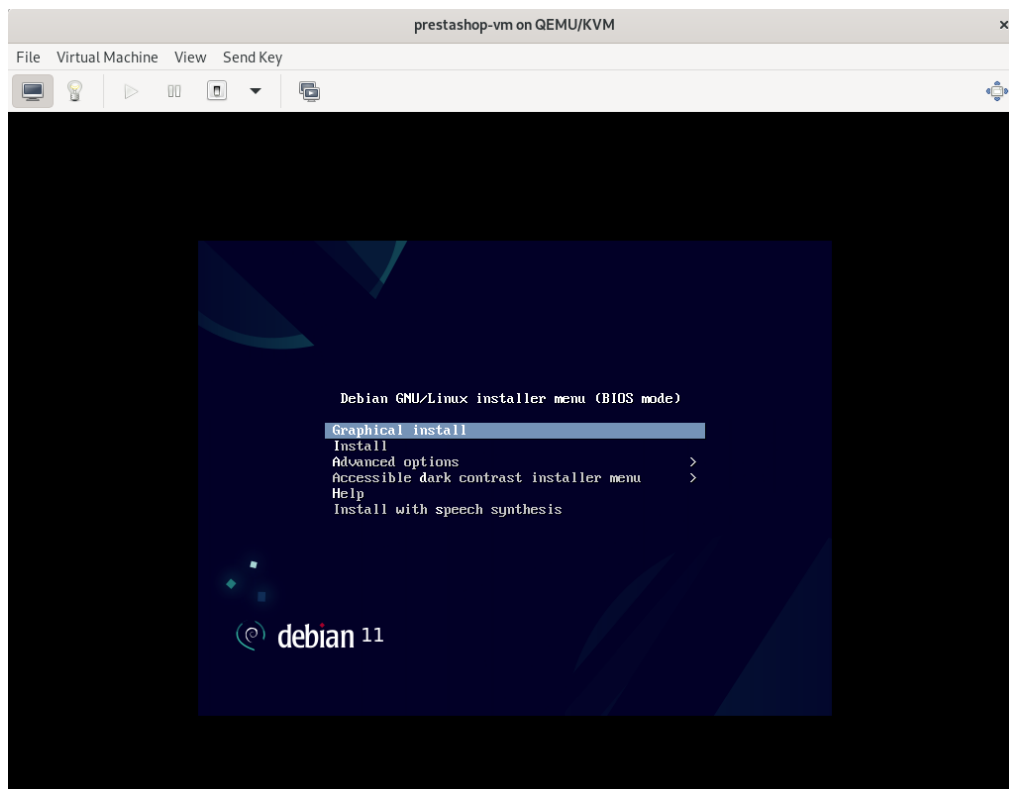 prestashop-vm on QEMU/KVM ×
File Virtual Machine View Send Key
Debian GNU/Linux installer menu (BIOS mode)
Graphical install
Install
Advanced options >
Accessible dark contrast installer menu >
Help
Install with speech synthesis
debian 11